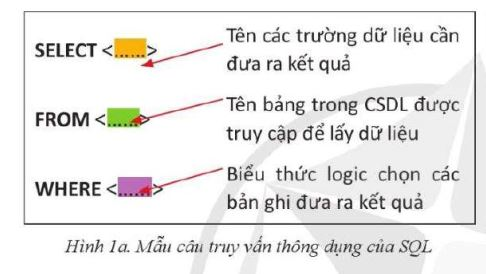 SELECT <......>
Tên các trường dữ liệu cần
đưa ra kết quả
FROM <......>
Tên bảng trong CSDL được
truy cập để lấy dữ liệu
WHERE <......>
Biểu thức logic chọn các
bản ghi đưa ra kết quả
Hình 1a. Mẫu câu truy vấn thông dụng của SQL